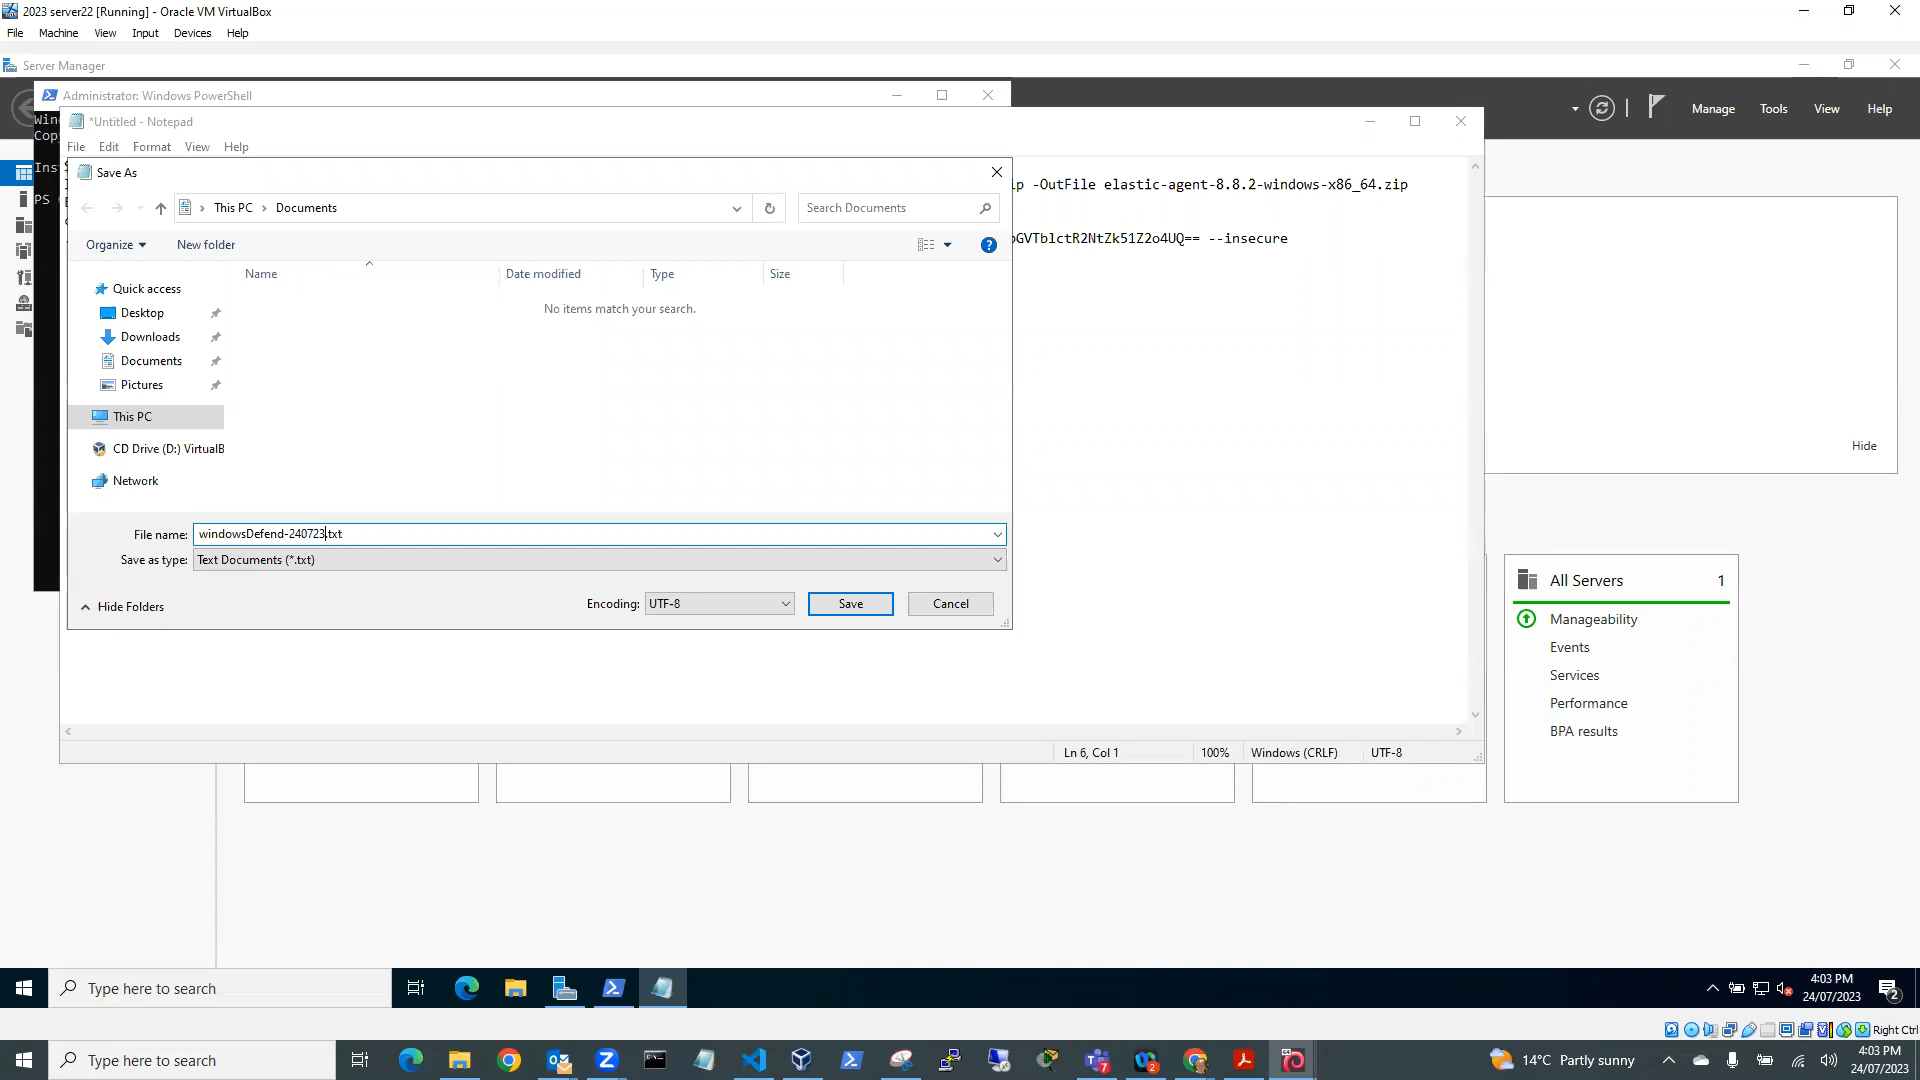 2023 server22 [Running] - Oracle VM VirtualBox
File Machine View Input Devices Help
Server Manager
Administrator: Windows PowerShell
Manage Tools View Help
*Untitled - Notepad
File Edit Format View Help
PS
Save As
-OutFile elastic-agent-8.8.2-windows-x86_64.zip
This PC Documents
Search Documents
GVTblctR2NtZk51Z2o4UQ== --insecure
Organize New folder
Name Date modified Type Size
No items match your search.
Quick access
Desktop
Downloads
Documents
Pictures
This PC
CD Drive (D:) VirtualB
Network
Hide
File name: windowsDefend-240723.txt
Save as type: Text Documents (*.txt)
Hide Folders
Encoding: UTF-8 Save Cancel
All Servers 1
Manageability
Events
Services
Performance
BPA results
Ln 6, Col 1 100% Windows (CRLF) UTF-8
Type here to search
4:03 PM
24/07/2023
2
Right Ctrl
Type here to search
14°C Partly sunny
4:03 PM
24/07/2023